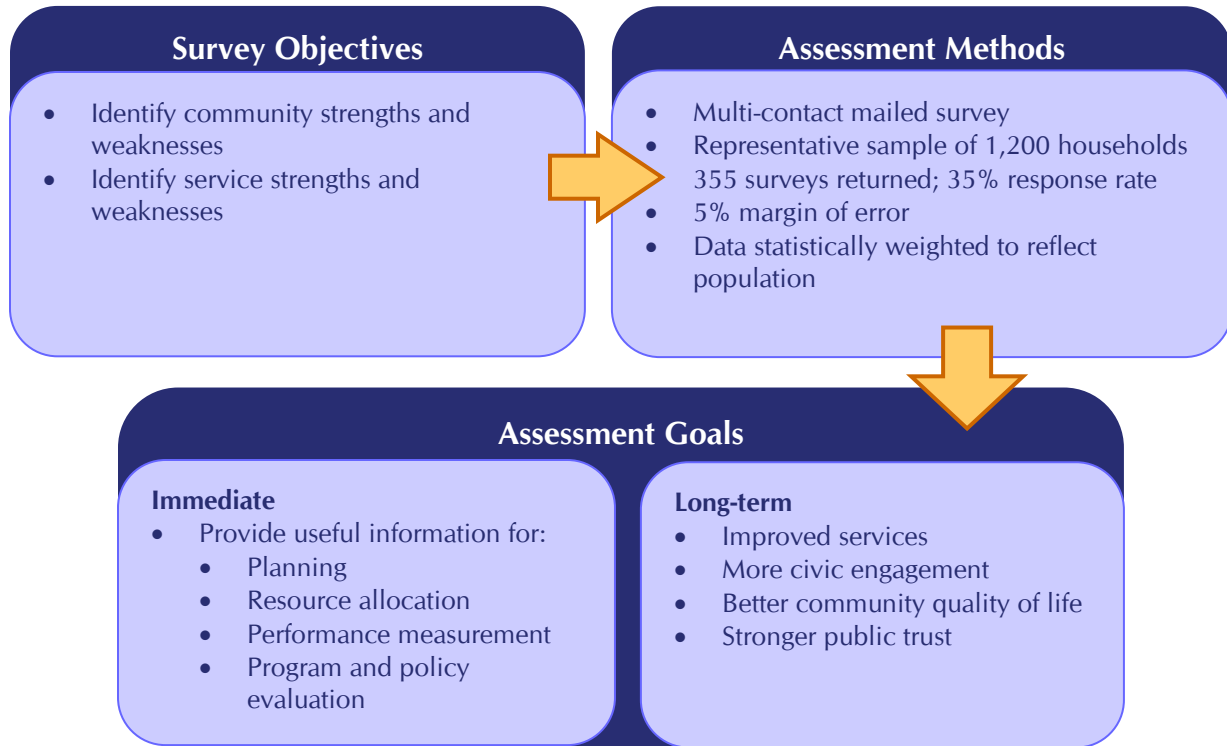 Survey Objectives
• Identify community strengths and
weaknesses
• Identify service strengths and
weaknesses
Assessment Methods
• Multi-contact mailed survey
• Representative sample of 1,200 households
355 surveys returned; 35% response rate
• 5% margin of error
• Data statistically weighted to reflect
population
Assessment Goals
Immediate
• Provide useful information for:
• Planning
• Resource allocation
• Performance measurement
• Program and policy
evaluation
Long-term
• Improved services
• More civic engagement
• Better community quality of life
• Stronger public trust